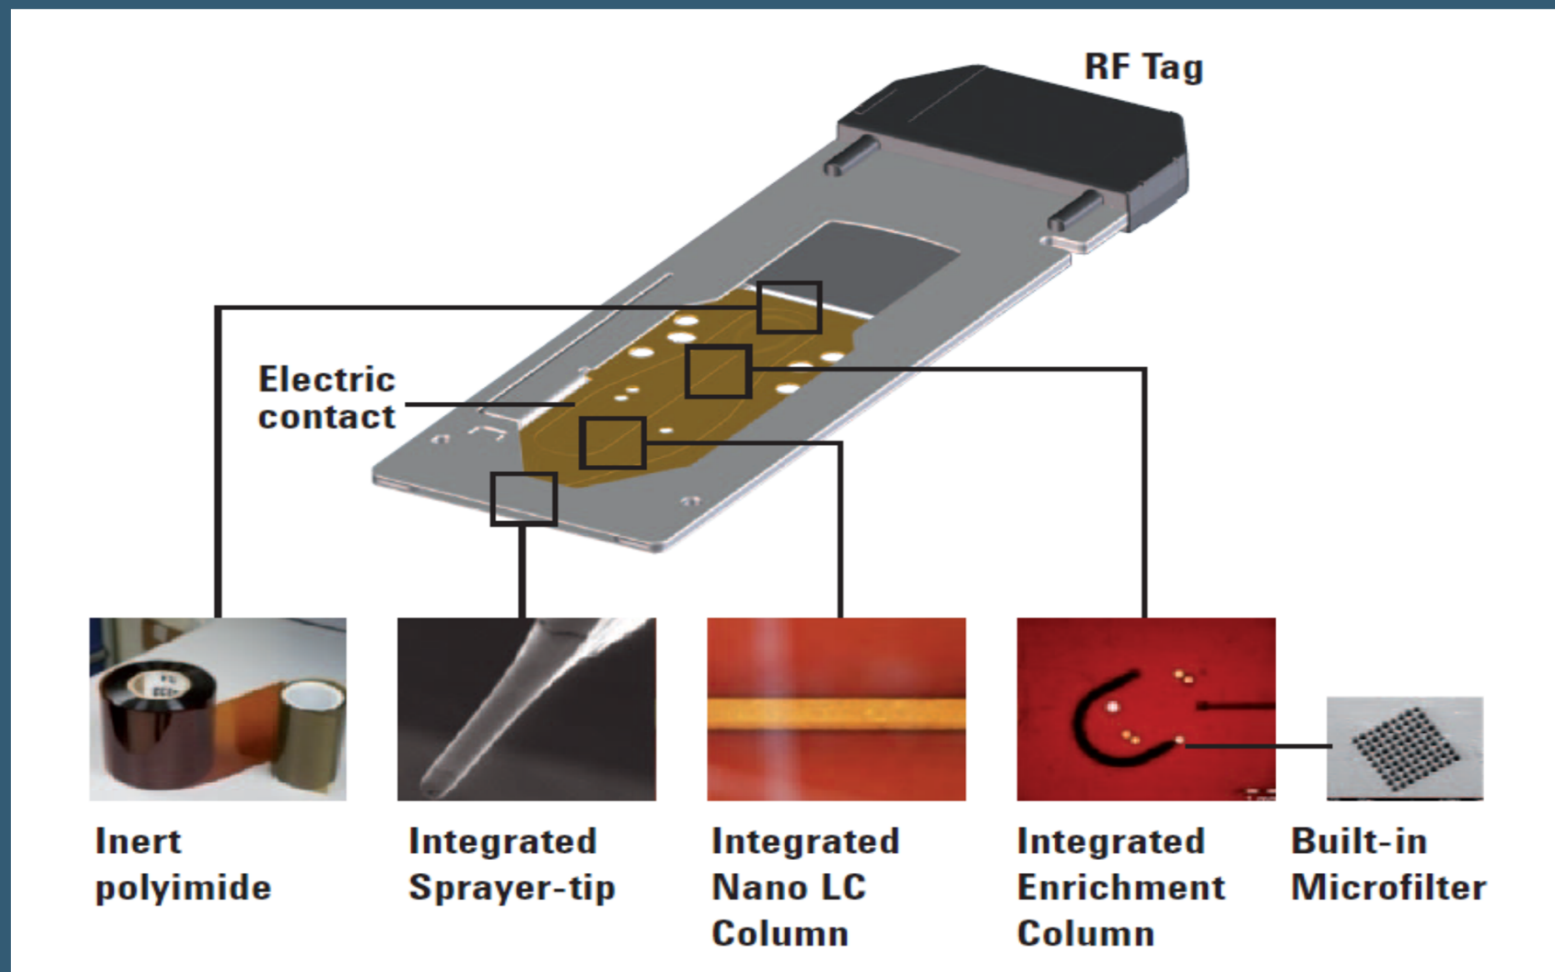 RF Tag
Electric
contact
Inert
polyimide
Integrated
Sprayer-tip
Integrated
Nano LC
Column
Integrated
Enrichment
Column
Built-in
Microfilter